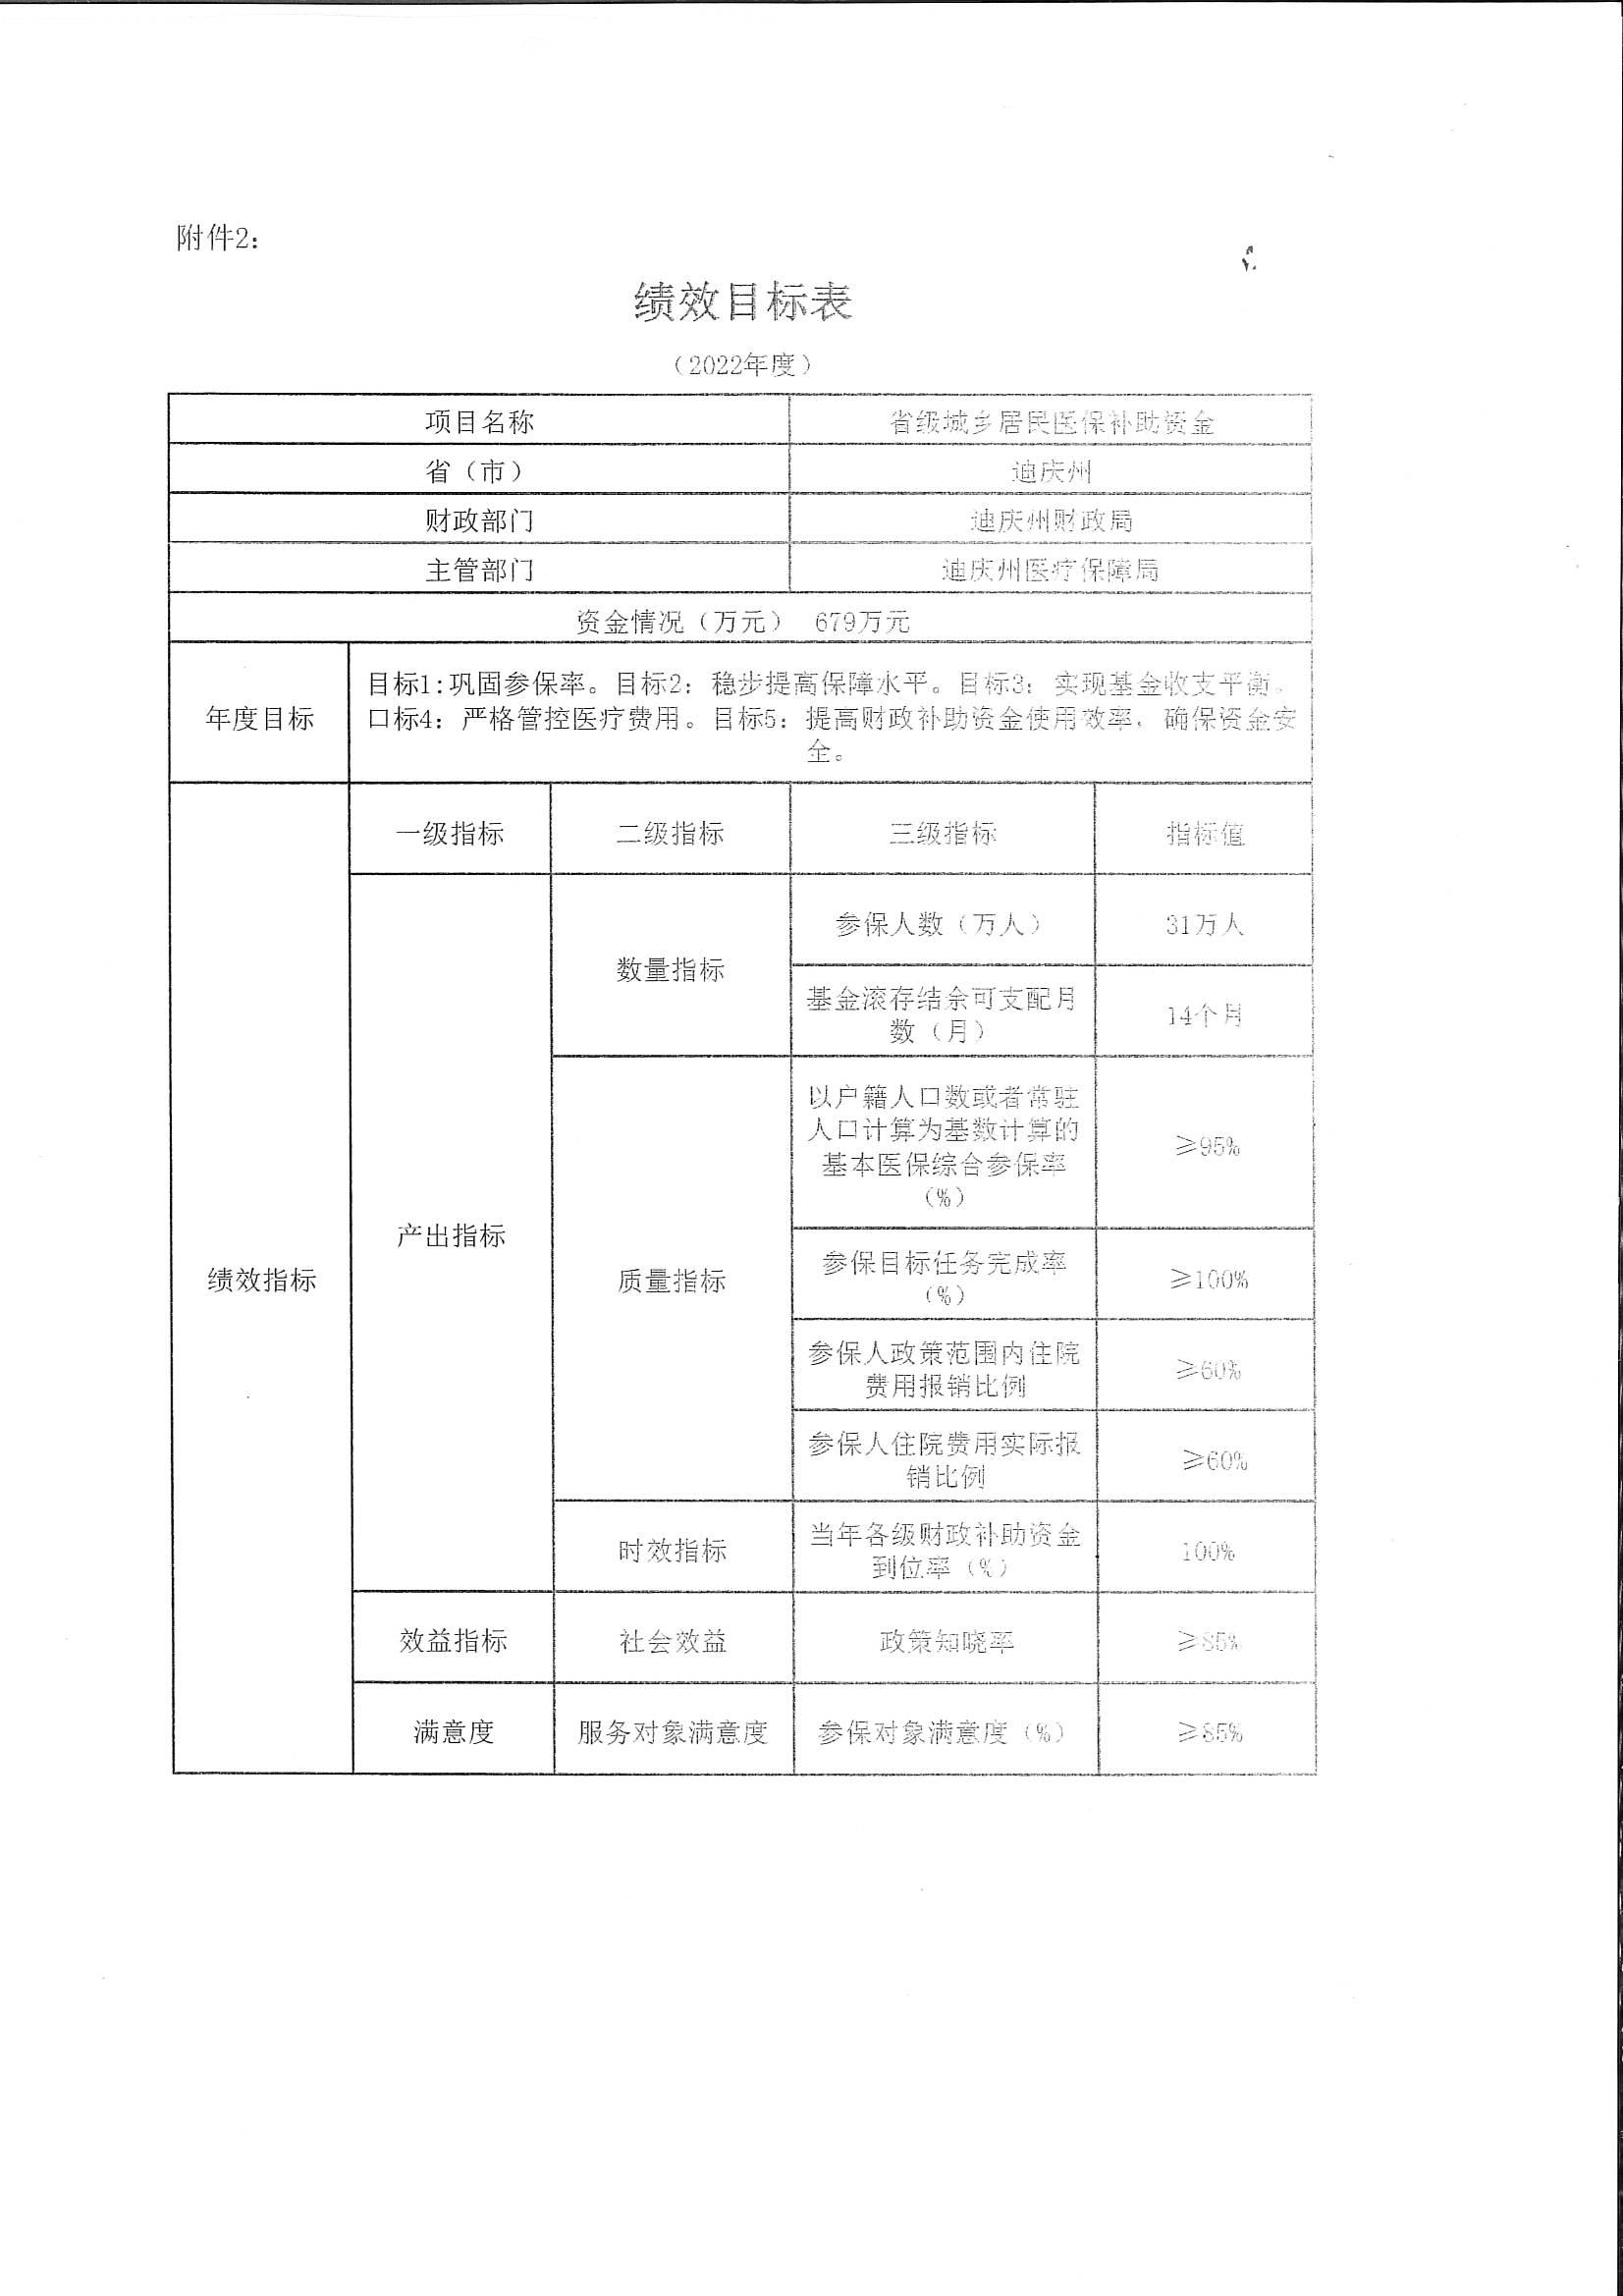 附件2：
绩效目标表
（2022年度）
项目名称
省级城乡居民医保补助资金
省（市）
迪庆州
财政部门
迪庆州财政局
主管部门
迪庆州医疗保障局
资金情况（万元） 679万元
年度目标
目标1:巩固参保率。目标2：稳步提高保障水平。目标3：实现基金收支平衡。
目标4：严格管控医疗费用。目标5：提高财政补助资金使用效率，确保资金安
全。
绩效指标
一级指标
二级指标
三级指标
指标值
产出指标
数量指标
参保人数（万人）
31万人
基金滚存结余可支配月
数（月）
14个月
质量指标
以户籍人口数或者常驻
人口计算为基数计算的
基本医保综合参保率
（%）
≥95%
参保目标任务完成率
（%）
≥100%
参保人政策范围内住院
费用报销比例
≥60%
参保人住院费用实际报
销比例
≥60%
时效指标
当年各级财政补助资金
到位率（%）
100%
效益指标
社会效益
政策知晓率
≥85%
满意度
服务对象满意度
参保对象满意度（%）
≥85%